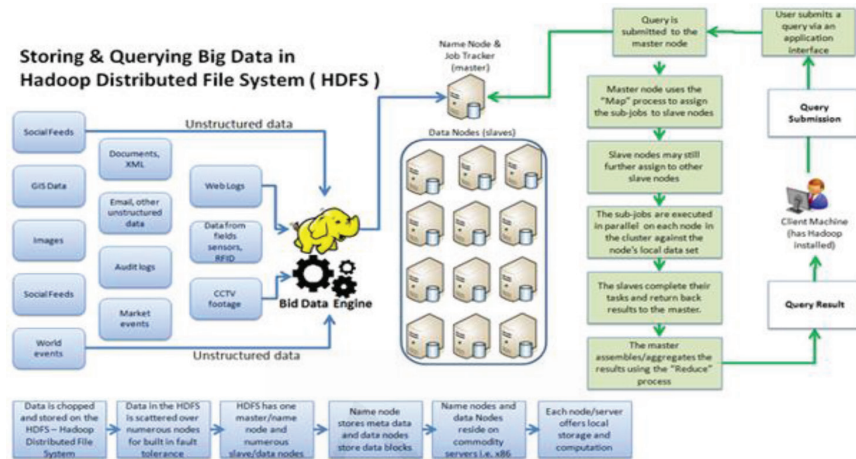 Storing & Querying Big Data in
Hadoop Distributed File System ( HDFS )
Social Feeds
GIS Data
Images
Social Feeds
World
events
Documents,
XML
Email, other
unstructured
data
Audit logs
Market
events
Web Logs
Data from
fields
sensors,
RFID
CCTV
footage
Unstructured data
Unstructured data
Bid Data Engine
Name Node &
Job Tracker
(master)
Data Nodes (slaves)
Query is
submitted to the
master node
Master node uses the
"Map" process to assign
the sub-jobs to slave nodes
Slave nodes may still
further assign to other
slave nodes
The sub-jobs are executed
in parallel on each node in
the cluster against the
node's local data set
The slaves complete their
tasks and return back
results to the master.
The master
assembles/aggregates the
results using the "Reduce"
process
User submits a
query via an
application
interface
Query
Submission
Client Machine
(has Hadoop
installed)
Query Result
Data is chopped
and stored on the
HDFS – Hadoop
Distributed File
System
Data in the HDFS
is scattered over
numerous nodes
for built in fault
tolerance
HDFS has one
master/name
node and
numerous
slave/data nodes
Name node
stores meta data
and data nodes
store data blocks
Name nodes and
data Nodes
reside on
commodity
servers i.e. x86
Each node/server
offers local
storage and
computation